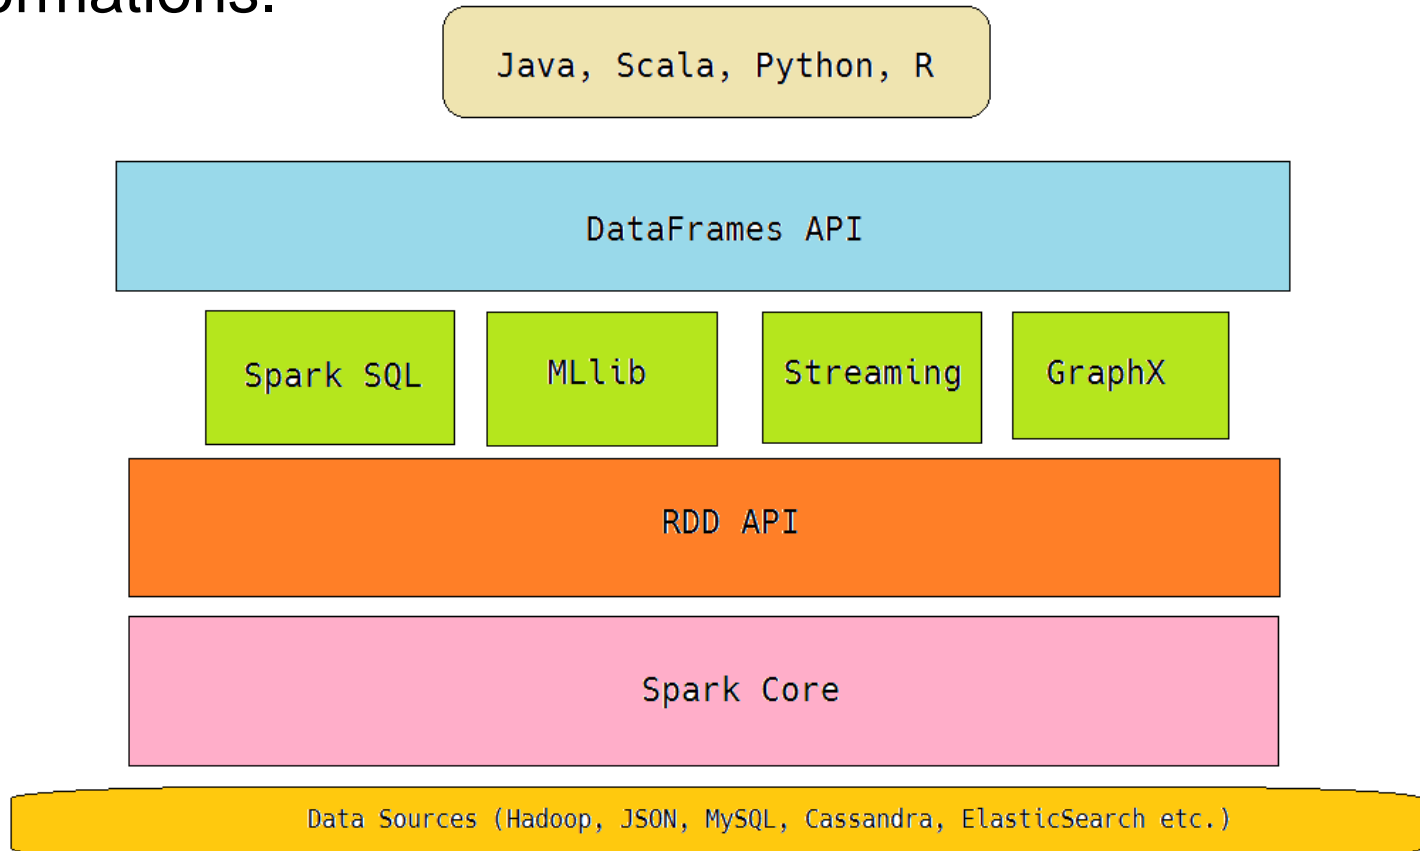 Java, Scala, Python, R
DataFrames API
Spark SQL
MLlib
Streaming
GraphX
RDD API
Spark Core
Data Sources (Hadoop, JSON, MySQL, Cassandra, ElasticSearch etc.)